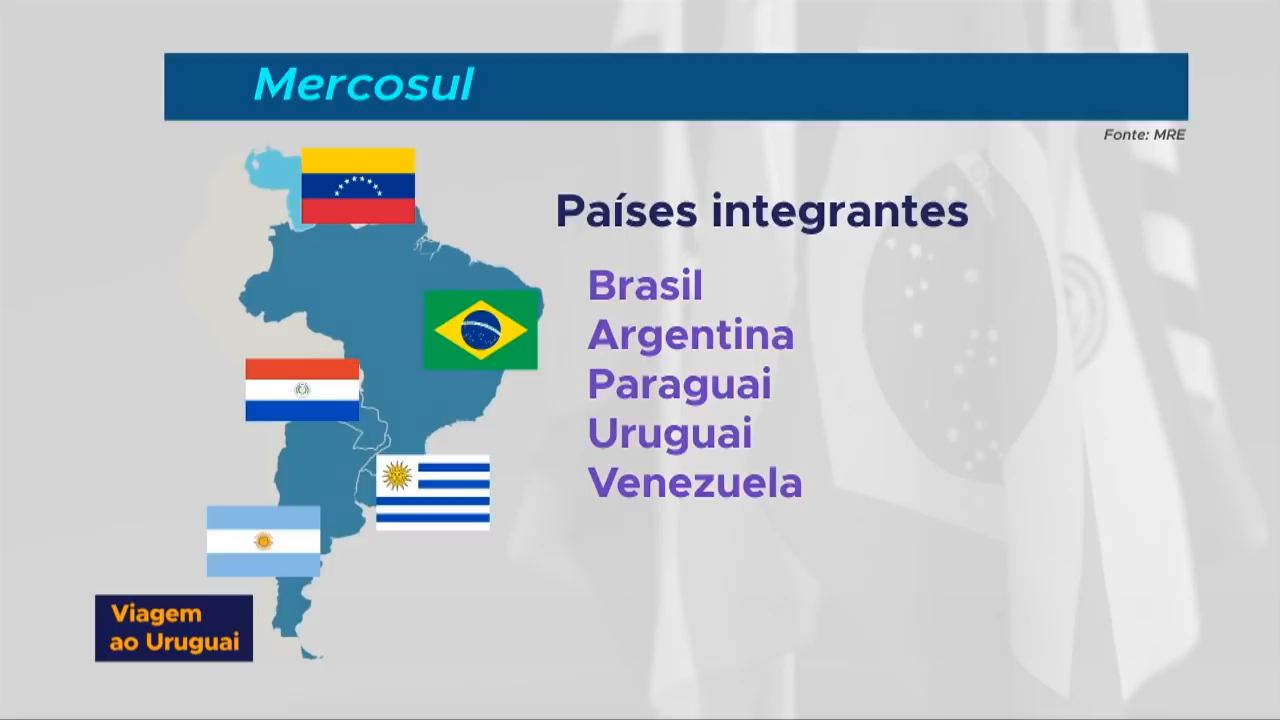 Mercosul
Fonte: MRE
Países integrantes
Brasil
Argentina
Paraguai
Uruguai
Venezuela
Viagem
ao Uruguai